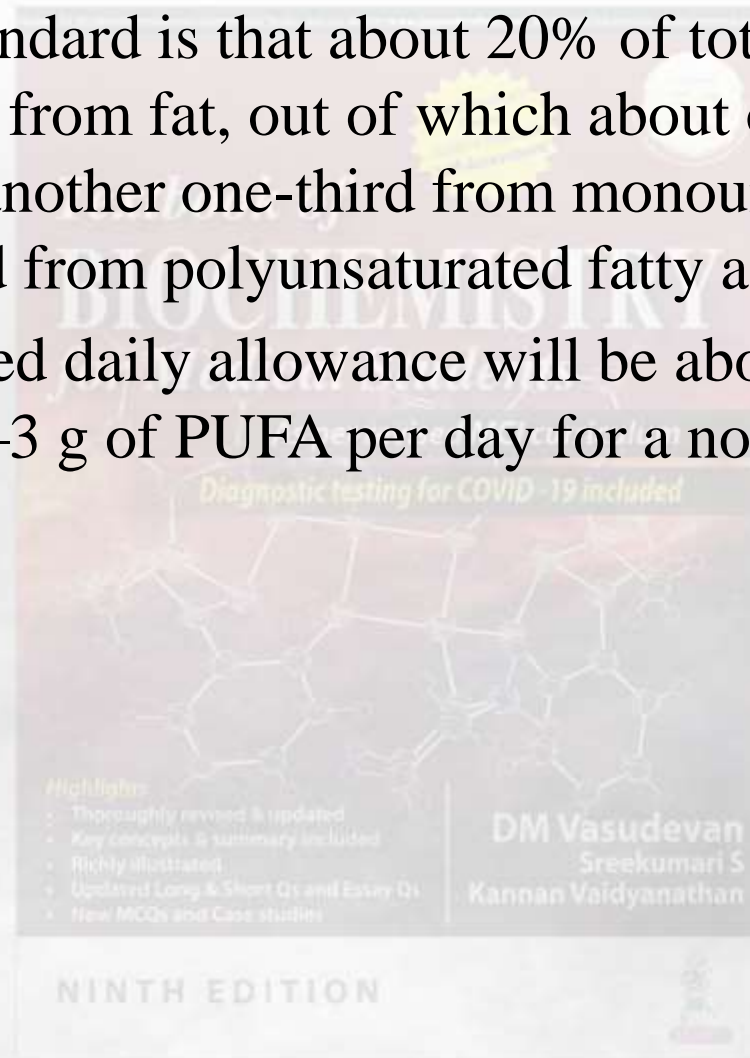 ndard is that about 20% of tot
from fat, out of which about
nother one-third from monou
from polyunsaturated fatty a
ed daily allowance will be abo
-3 g of PUFA per day for a no
BIOCHEMISTRY
Diagnostic testing for COVID -19 included
Highlights
• Thoroughly revised & updated
• Key concepts & summary included
• Richly illustrated
• Updated Long & Short Qs and Essay Qs
• New MCQs and Case studies
DM Vasudevan
Sreekumari S
Kannan Vaidyanathan
NINTH EDITION